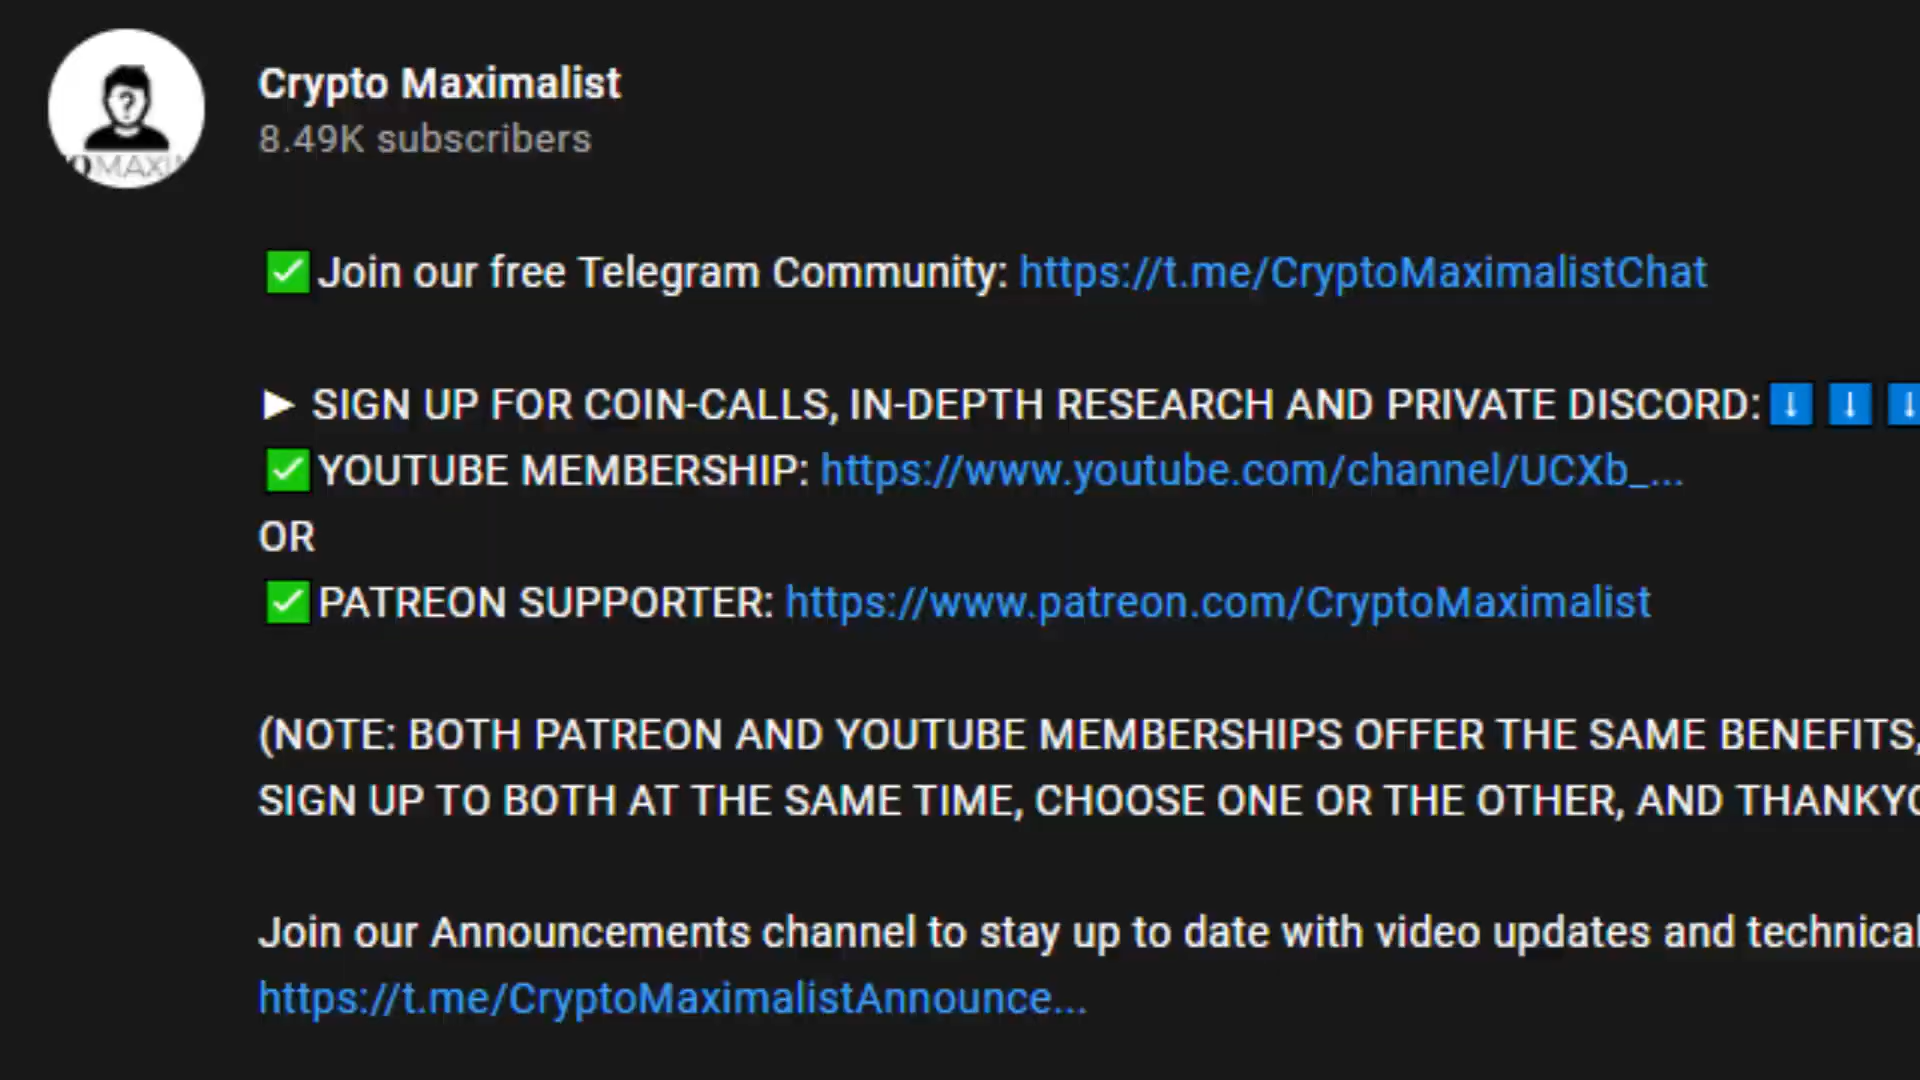 Crypto Maximalist
8.49K subscribers
?
MAXI
✅Join our free Telegram Community: https://t.me/CryptoMaximalistChat
► SIGN UP FOR COIN-CALLS, IN-DEPTH RESEARCH AND PRIVATE DISCORD:⬇️⬇️⬇️
✅YOUTUBE MEMBERSHIP: https://www.youtube.com/channel/UCXb_...
OR
✅PATREON SUPPORTER: https://www.patreon.com/CryptoMaximalist
(NOTE: BOTH PATREON AND YOUTUBE MEMBERSHIPS OFFER THE SAME BENEFITS,
SIGN UP TO BOTH AT THE SAME TIME, CHOOSE ONE OR THE OTHER, AND THANKYO
Join our Announcements channel to stay up to date with video updates and technical
https://t.me/CryptoMaximalistAnnounce...